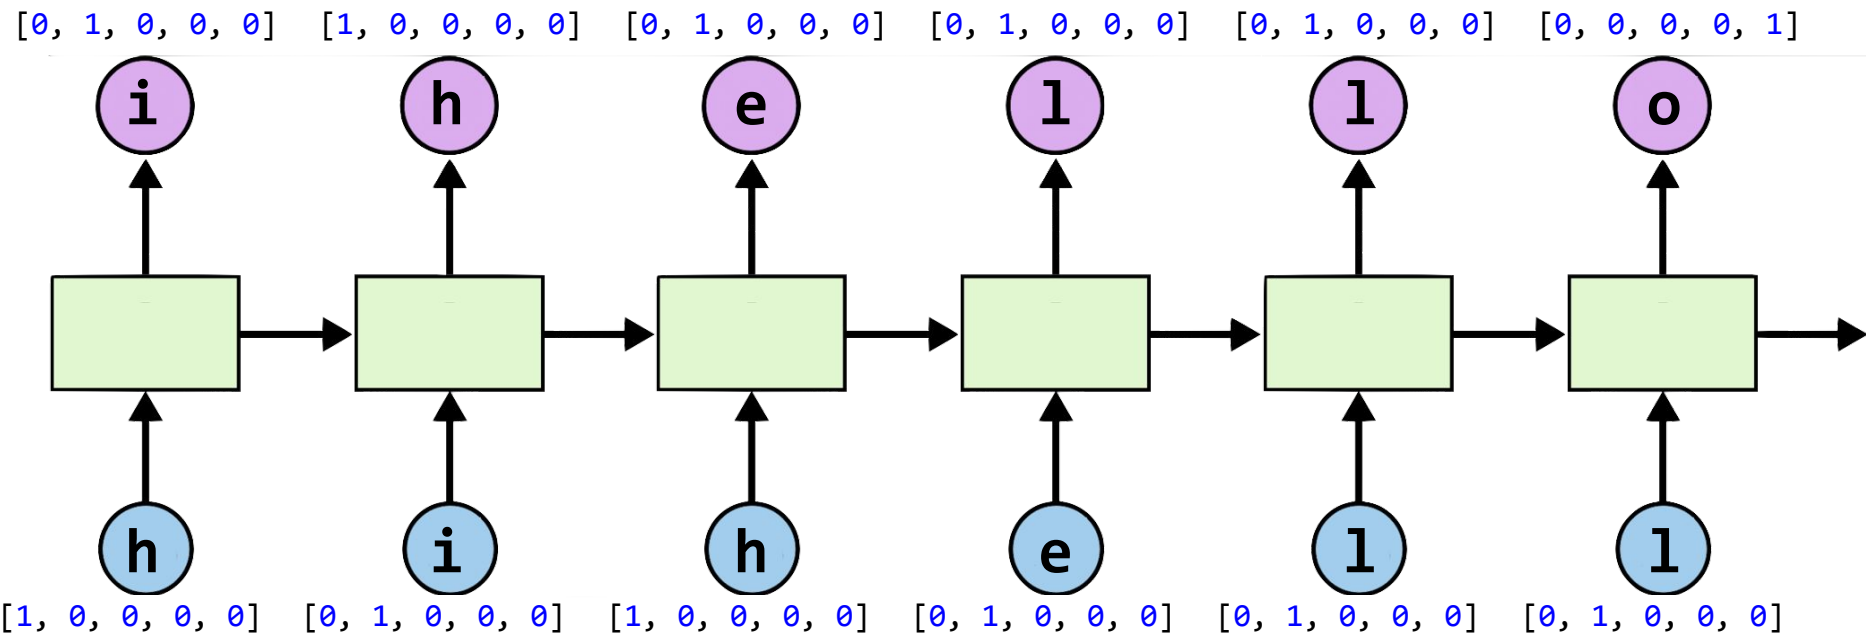 [0, 1, 0, 0, 0] [1, 0, 0, 0, 0] [0, 1, 0, 0, 0] [0, 1, 0, 0, 0] [0, 1, 0, 0, 0] [0, 0, 0, 0, 1]
i h e l l o
h i h e l l
[1, 0, 0, 0, 0] [0, 1, 0, 0, 0] [1, 0, 0, 0, 0] [0, 1, 0, 0, 0] [0, 1, 0, 0, 0] [0, 1, 0, 0, 0]